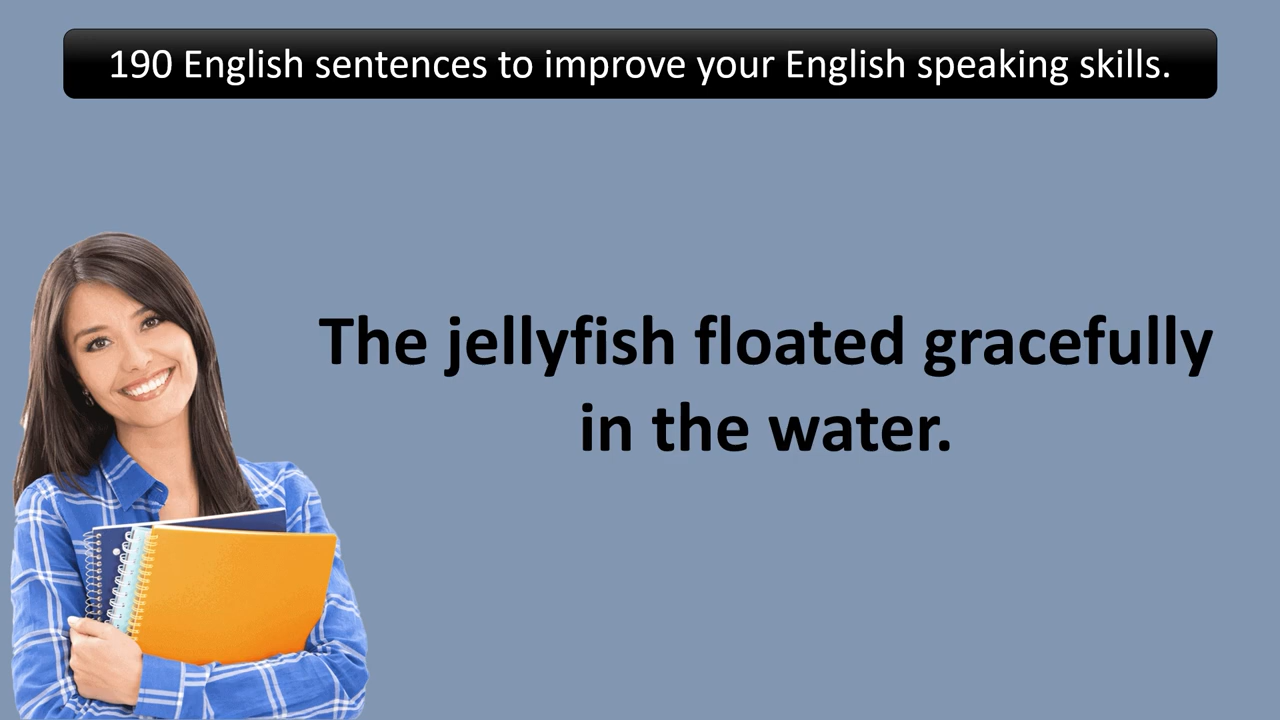 190 English sentences to improve your English speaking skills.
The jellyfish floated gracefully
in the water.